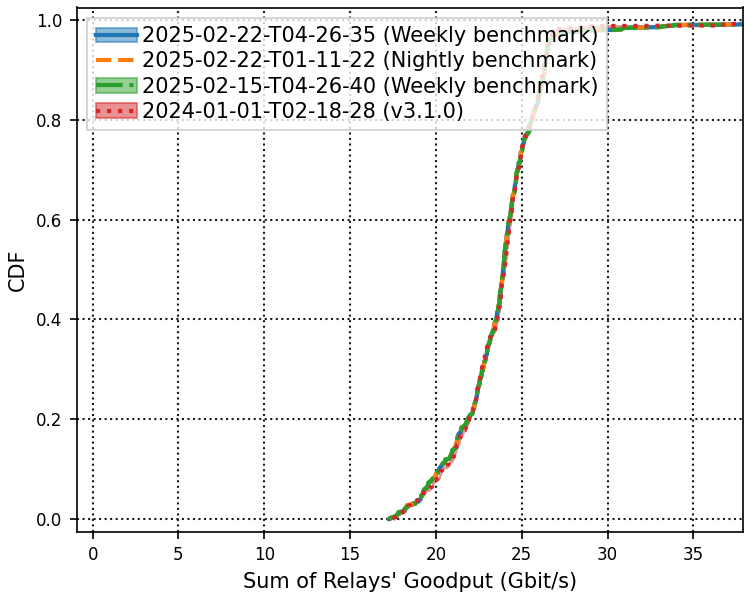 1.0
0.8
0.6
0.4
0.2
0.0
CDF
2025-02-22-T04-26-35 (Weekly benchmark)
2025-02-22-T01-11-22 (Nightly benchmark)
2025-02-15-T04-26-40 (Weekly benchmark)
2024-01-01-T02-18-28 (v3.1.0)
0 5 10 15 20 25 30 35
Sum of Relays' Goodput (Gbit/s)